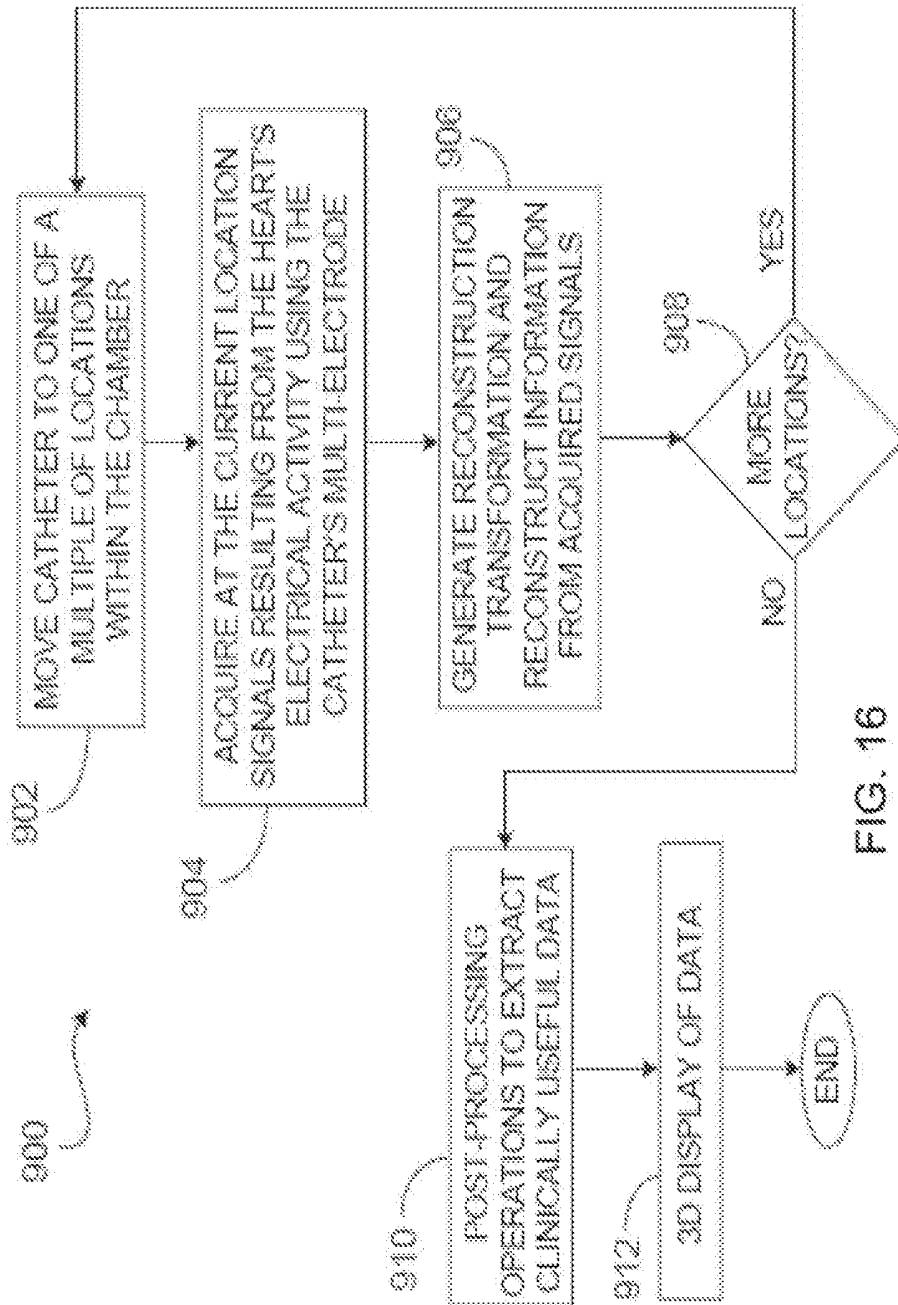 900
902
MOVE CATHETER TO ONE OF A
MULTIPLE OF LOCATIONS
WITHIN THE CHAMBER
904
ACQUIRE AT THE CURRENT LOCATION
SIGNALS RESULTING FROM THE HEART'S
ELECTRICAL ACTIVITY USING THE
CATHETER'S MULTI-ELECTRODE
906
GENERATE RECONSTRUCTION
TRANSFORMATION AND
RECONSTRUCT INFORMATION
FROM ACQUIRED SIGNALS
908
MORE
LOCATIONS?
YES
NO
910
POST-PROCESSING
OPERATIONS TO EXTRACT
CLINICALLY USEFUL DATA
912
3D DISPLAY OF DATA
END
FIG. 16